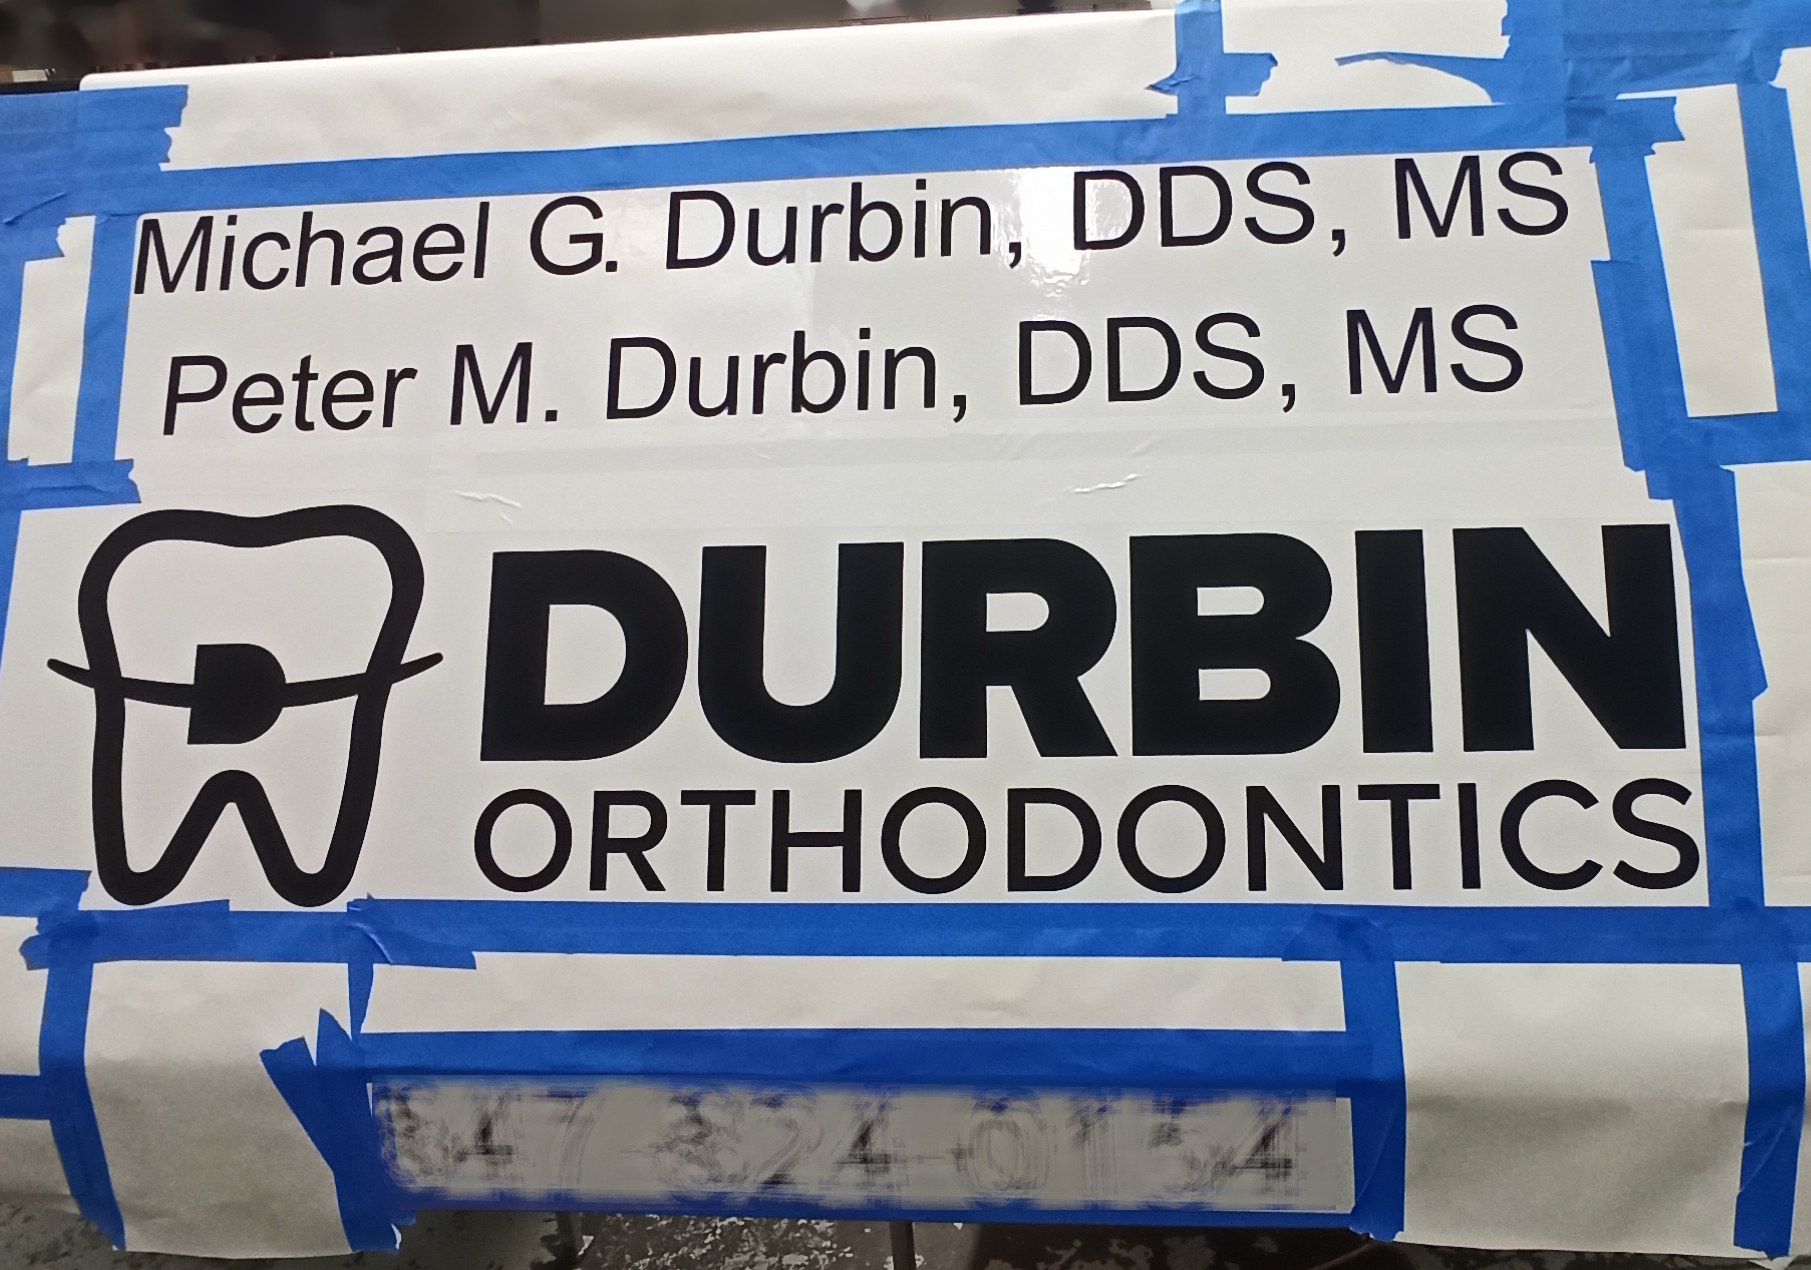 Michael G. Durbin, DDS, MS
Peter M. Durbin, DDS, MS
DURBIN
ORTHODONTICS